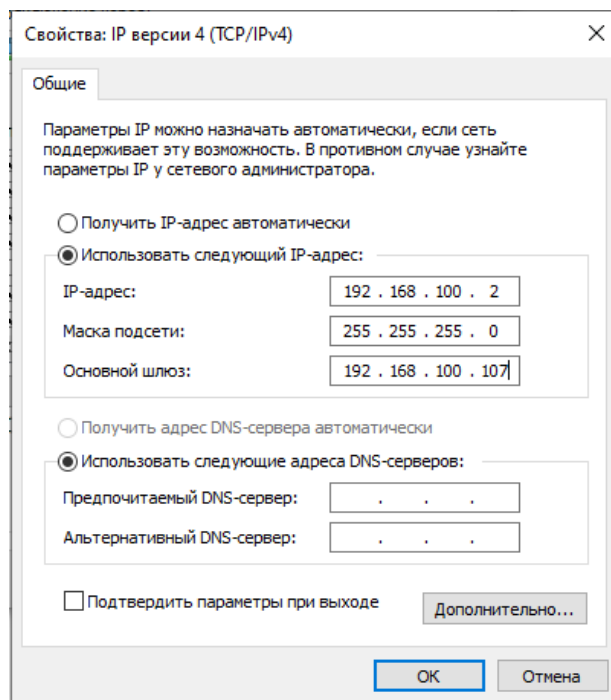 Свойства: IP версии 4 (TCP/IPv4)
Общие
Параметры IP можно назначать автоматически, если сеть
поддерживает эту возможность. В противном случае узнайте
параметры IP у сетевого администратора.
Получить IP-адрес автоматически
Использовать следующий IP-адрес:
IP-адрес: 192 . 168 . 100 . 2
Маска подсети: 255 . 255 . 255 . 0
Основной шлюз: 192 . 168 . 100 . 107
Получить адрес DNS-сервера автоматически
Использовать следующие адреса DNS-серверов:
Предпочитаемый DNS-сервер: . . .
Альтернативный DNS-сервер: . . .
Подтвердить параметры при выходе
Дополнительно...
ОК Отмена